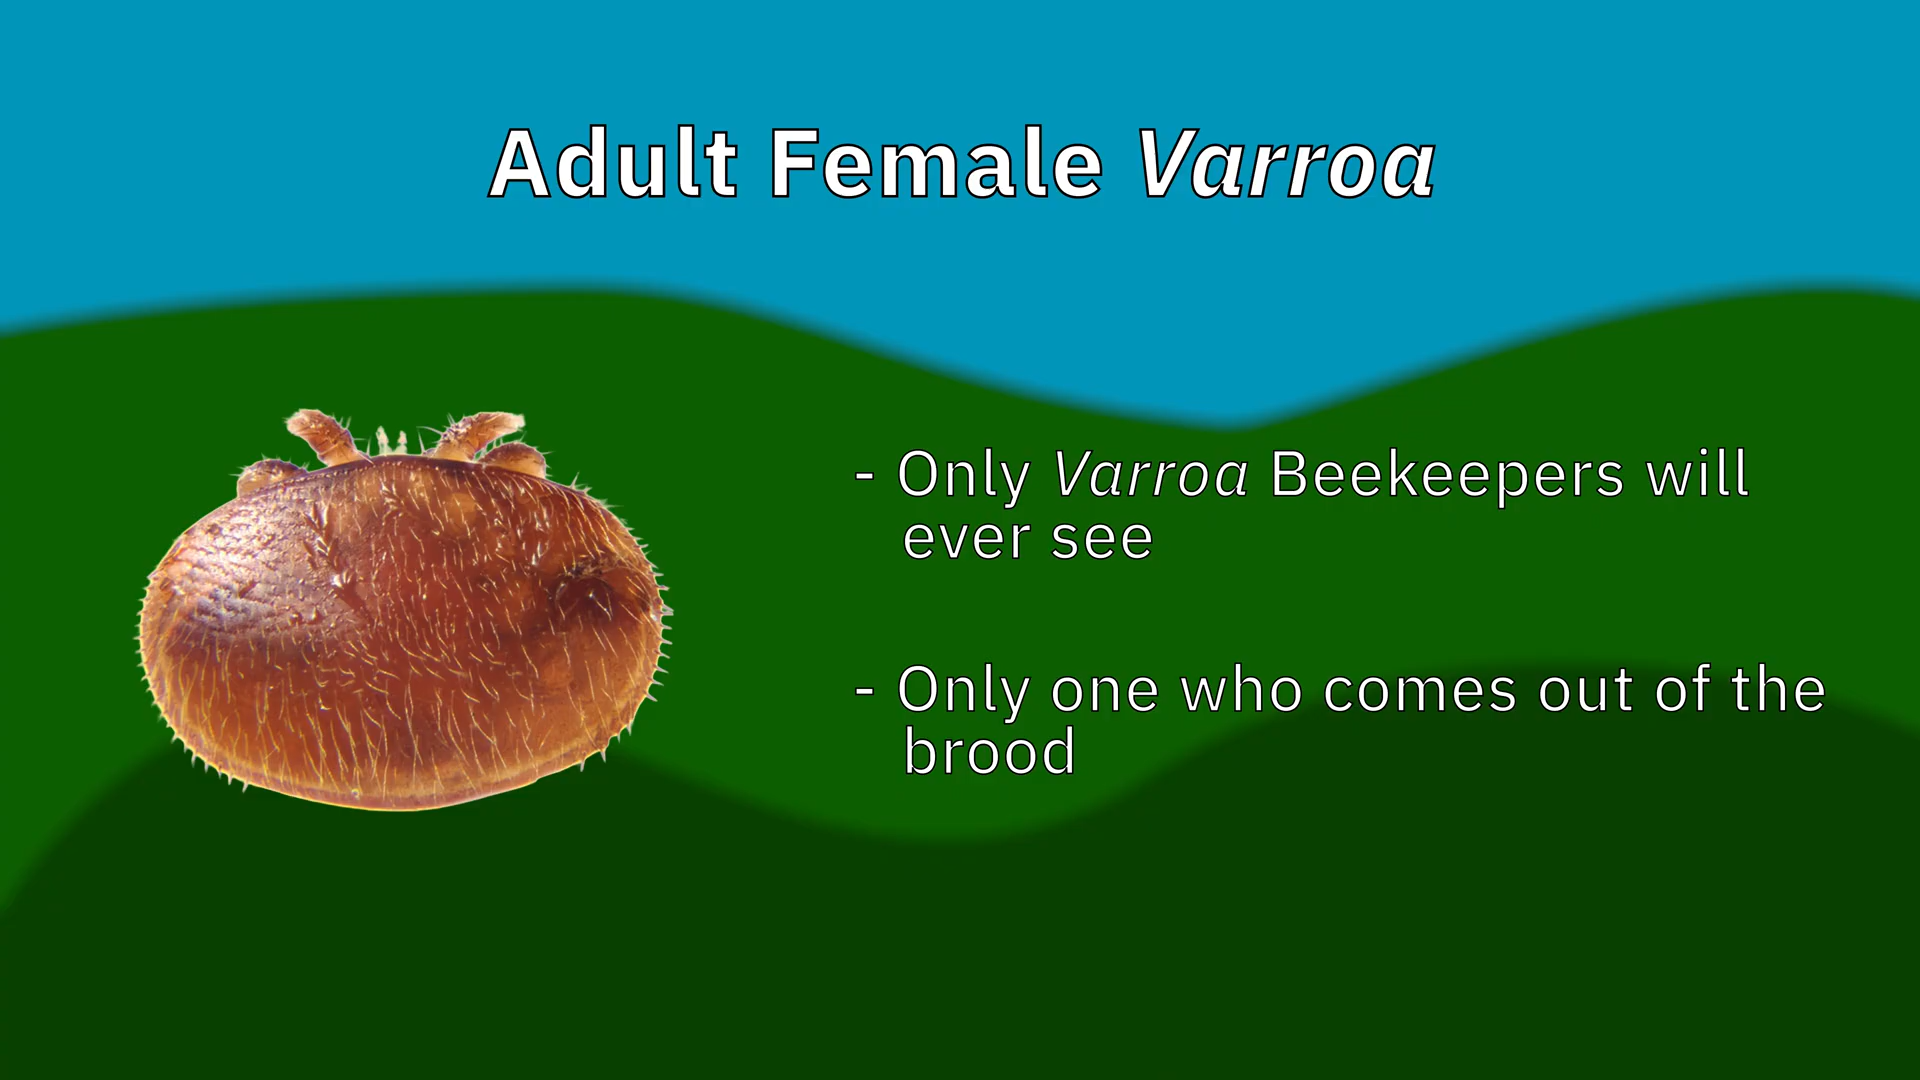 Adult Female Varroa
- Only Varroa Beekeepers will
ever see
- Only one who comes out of the
brood